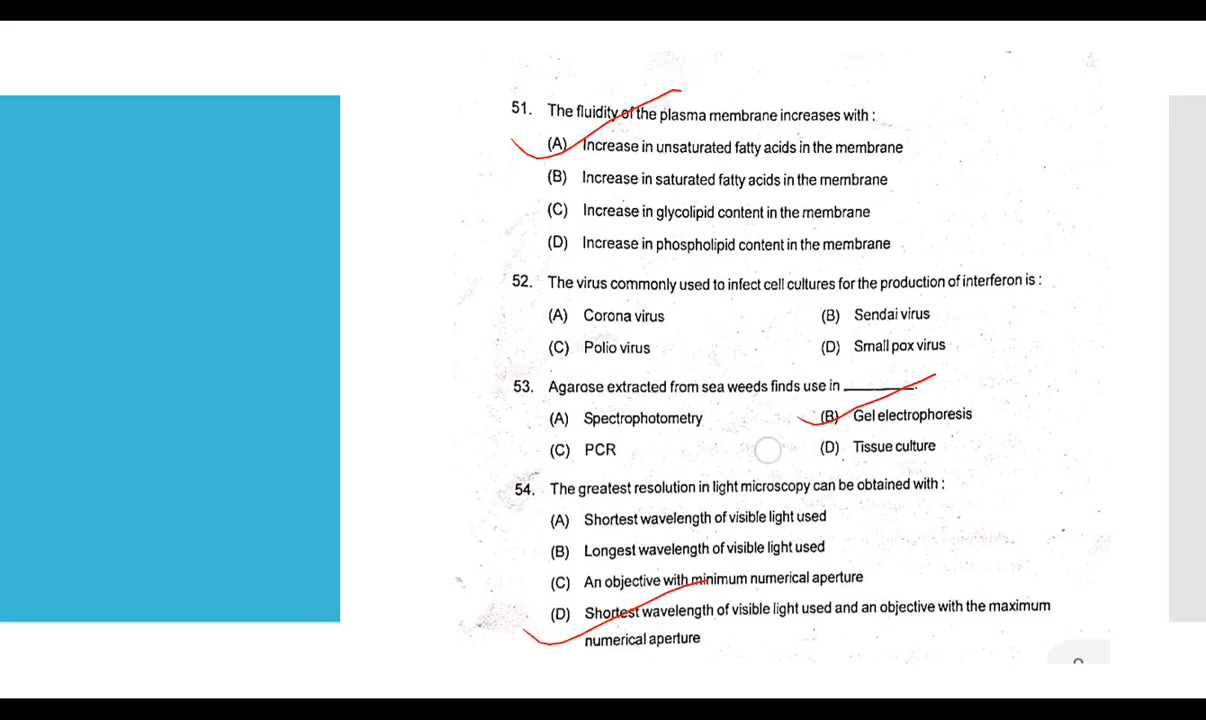 51. The fluidity of the plasma membrane increases with :
(A) Increase in unsaturated fatty acids in the membrane
(B) Increase in saturated fatty acids in the membrane
(C) Increase in glycolipid content in the membrane
(D) Increase in phospholipid content in the membrane
52. The virus commonly used to infect cell cultures for the production of interferon is :
(A) Corona virus (B) Sendai virus
(C) Polio virus (D) Small pox virus
53. Agarose extracted from sea weeds finds use in ________.
(A) Spectrophotometry (B) Gel electrophoresis
(C) PCR (D) Tissue culture
54. The greatest resolution in light microscopy can be obtained with :
(A) Shortest wavelength of visible light used
(B) Longest wavelength of visible light used
(C) An objective with minimum numerical aperture
(D) Shortest wavelength of visible light used and an objective with the maximum
numerical aperture